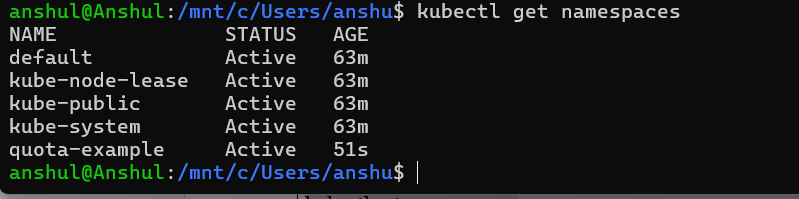 anshul@Anshul:/mnt/c/Users/anshu$ kubectl get namespaces
NAME              STATUS   AGE
default           Active   63m
kube-node-lease   Active   63m
kube-public       Active   63m
kube-system       Active   63m
quota-example     Active   51s
anshul@Anshul:/mnt/c/Users/anshu$